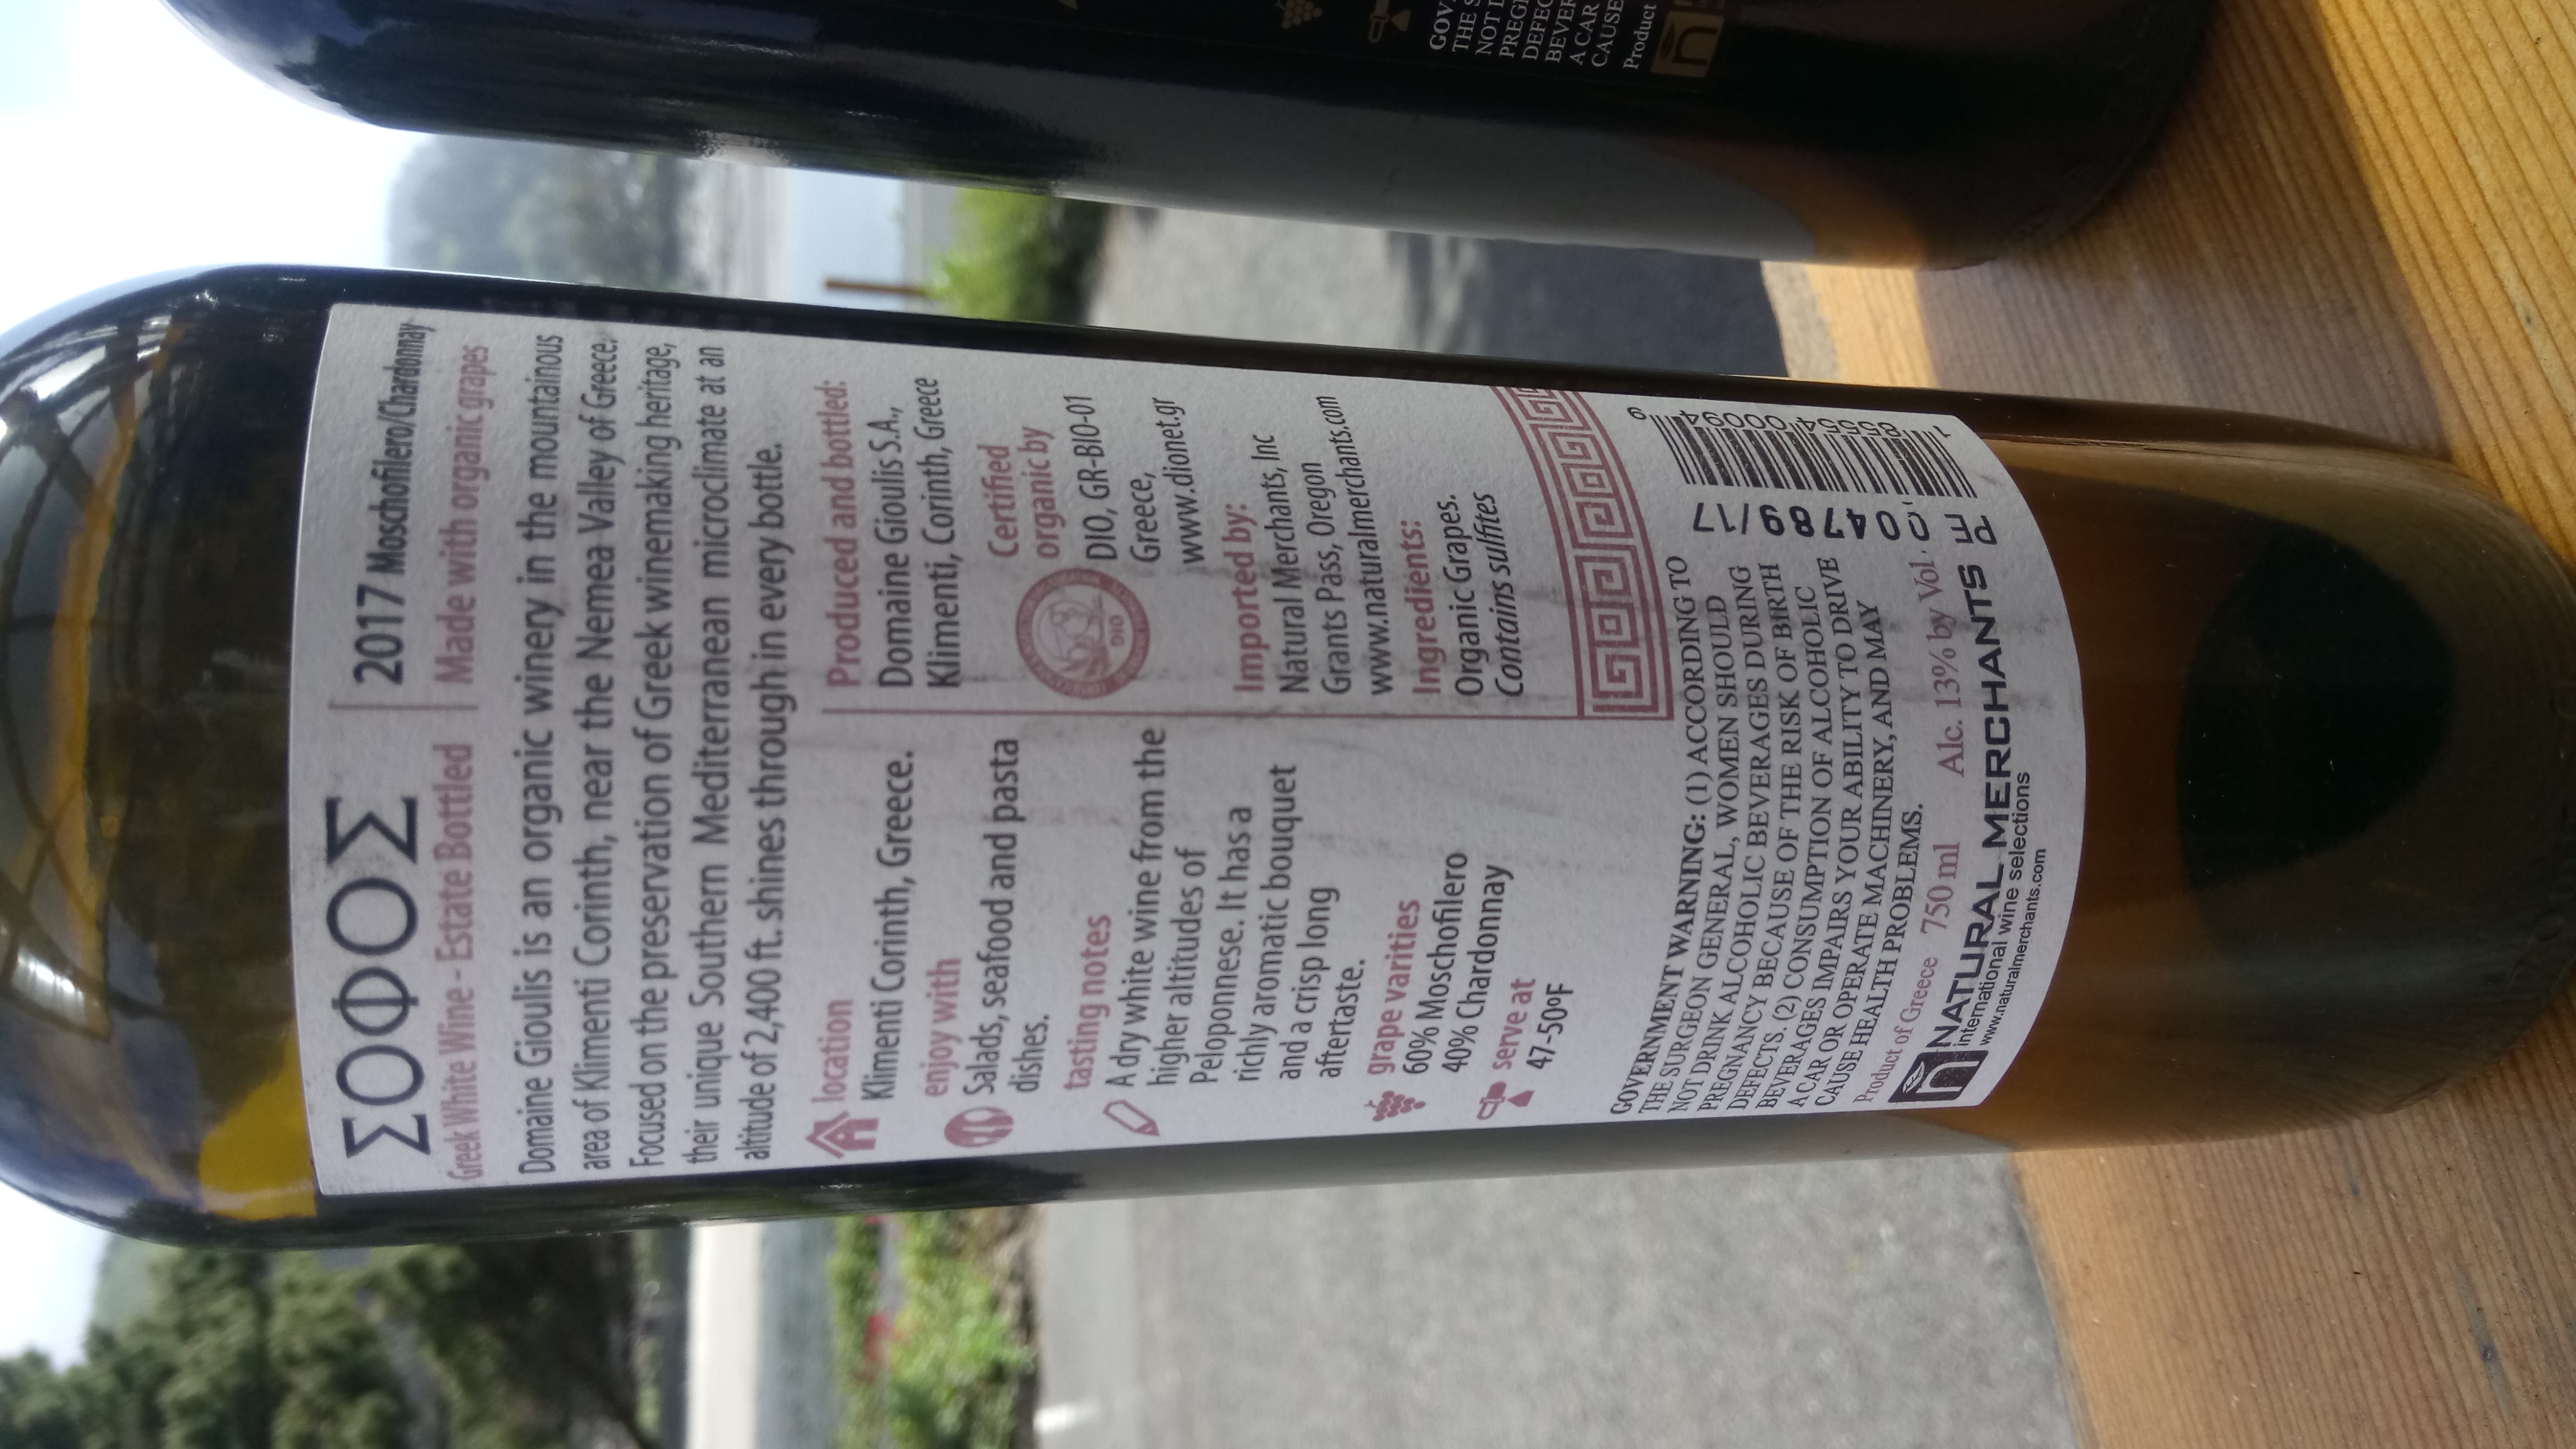 ΣΟΦΟΣ
Greek White Wine - Estate Bottled
2017 Moschofilero/Chardonnay
Made with organic grapes
Domaine Gioulis is an organic winery in the mountainous
area of Klimenti Corinth, near the Nemea Valley of Greece.
Focused on the preservation of Greek winemaking heritage,
their unique Southern Mediterranean microclimate at an
altitude of 2,400 ft. shines through in every bottle.
location
Klimenti Corinth, Greece.
enjoy with
Salads, seafood and pasta
dishes.
tasting notes
A dry white wine from the
higher altitudes of
Peloponnese. It has a
richly aromatic bouquet
and a crisp long
aftertaste.
grape varities
60% Moschofilero
40% Chardonnay
serve at
47-50ºF
Produced and bottled:
Domaine Gioulis S.A.,
Klimenti, Corinth, Greece
DIO
Certified
organic by
DIO, GR-BIO-01
Greece,
www.dionet.gr
Imported by:
Natural Merchants, Inc
Grants Pass, Oregon
www.naturalmerchants.com
Ingredients:
Organic Grapes.
Contains sulfites
GOVERNMENT WARNING: (1) ACCORDING TO
THE SURGEON GENERAL, WOMEN SHOULD
NOT DRINK ALCOHOLIC BEVERAGES DURING
PREGNANCY BECAUSE OF THE RISK OF BIRTH
DEFECTS. (2) CONSUMPTION OF ALCOHOLIC
BEVERAGES IMPAIRS YOUR ABILITY TO DRIVE
A CAR OR OPERATE MACHINERY, AND MAY
CAUSE HEALTH PROBLEMS.
Product of Greece 750 ml Alc. 13% by Vol.
n NATURAL MERCHANTS
international wine selections
www.naturalmerchants.com
PE 004789/17
1 85554 00094 9
GOV
THE S
NOT D
PREG
DEFEC
BEVER
A CAR
CAUSE
Product
n